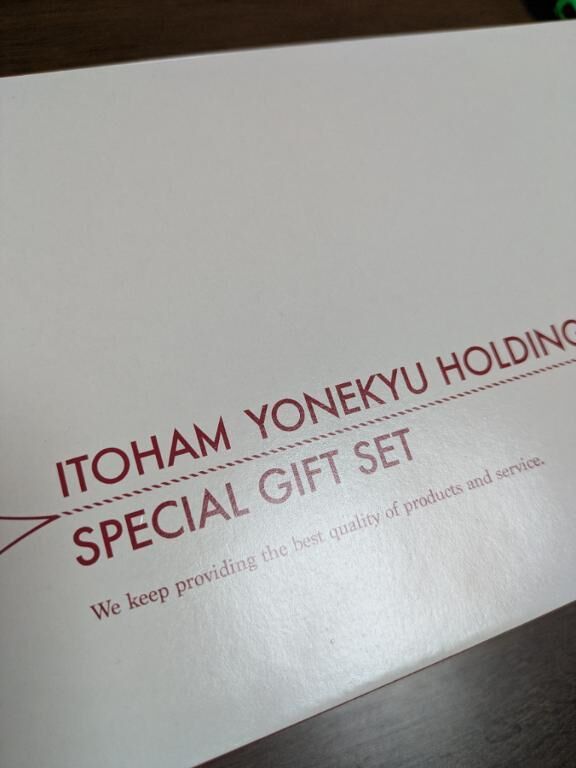 ITOHAM YONEKYU HOLDING
SPECIAL GIFT SET
We keep providing the best quality of products and service.